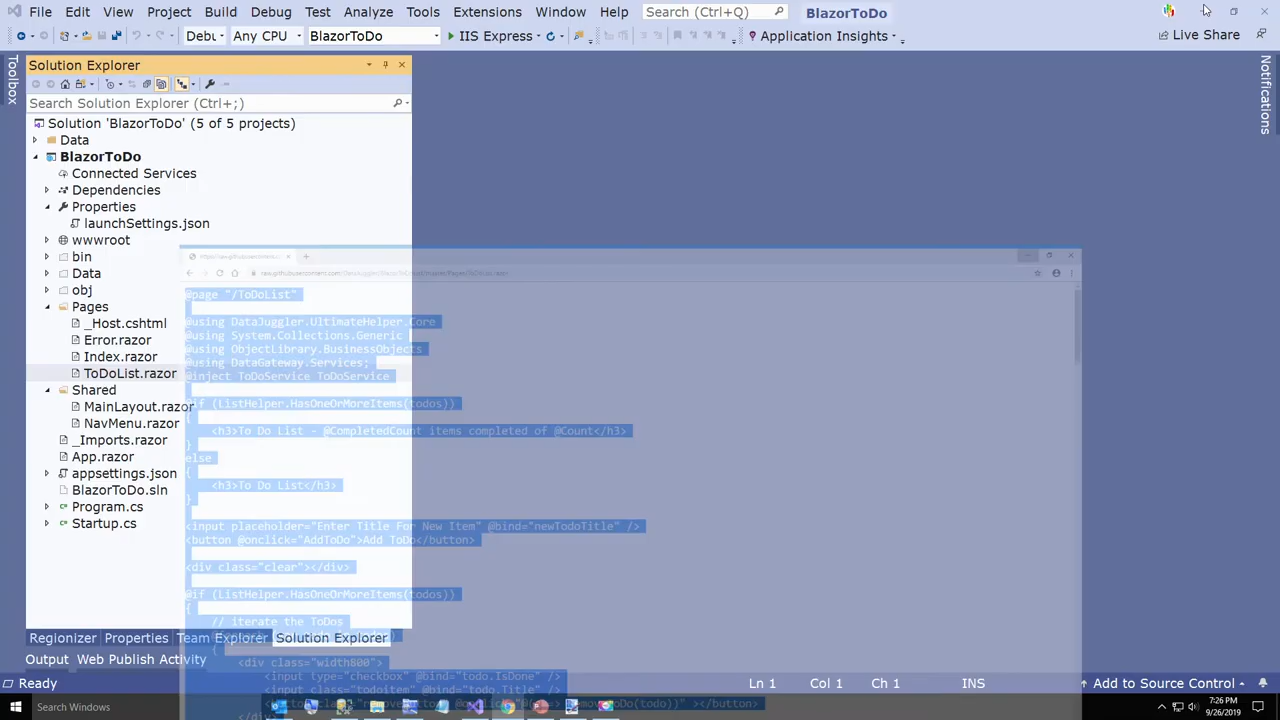 File Edit View Project Build Debug Test Analyze Tools Extensions Window Help Search (Ctrl+Q) BlazorToDo
Debu Any CPU BlazorToDo IIS Express Application Insights Live Share
Toolbox
Notifications
Solution Explorer
Search Solution Explorer (Ctrl+;)
Solution 'BlazorToDo' (5 of 5 projects)
Data
BlazorToDo
Connected Services
Dependencies
Properties
launchSettings.json
wwwroot
bin
Data
obj
Pages
_Host.cshtml
Error.razor
Index.razor
ToDoList.razor
Shared
MainLayout.razor
NavMenu.razor
_Imports.razor
App.razor
appsettings.json
BlazorToDo.sln
Program.cs
Startup.cs
@page "/ToDoList"
@using DataJuggler.UltimateHelper.Core
@using System.Collections.Generic
@using ObjectLibrary.BusinessObjects
@using DataGateway.Services;
@inject ToDoService ToDoService
@if (ListHelper.HasOneOrMoreItems(todos))
{
<h3>To Do List - @CompletedCount items completed of @Count</h3>
}
else
{
<h3>To Do List</h3>
}
<input placeholder="Enter Title For New Item" @bind="newTodoTitle" />
<button @onclick="AddToDo">Add ToDo</button>
<div class="clear"></div>
@if (ListHelper.HasOneOrMoreItems(todos))
{
// iterate the ToDos
{
<div class="width800">
<input type="checkbox" @bind="todo.IsDone" />
<input class="todoitem" @bind="todo.Title" />
Regionizer Properties Team Explorer Solution Explorer
Output Web Publish Activity
Ready Ln 1 Col 1 Ch 1 INS Add to Source Control
Search Windows
7:26 PM
9/26/2019